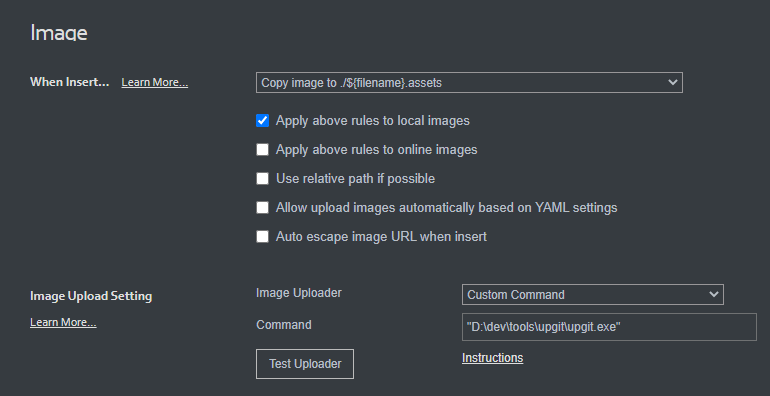 Image
When Insert... Learn More... Copy image to ./${filename}.assets
Apply above rules to local images
Apply above rules to online images
Use relative path if possible
Allow upload images automatically based on YAML settings
Auto escape image URL when insert
Image Upload Setting Image Uploader Custom Command
Learn More... Command "D:\dev\tools\upgit\upgit.exe"
Test Uploader Instructions